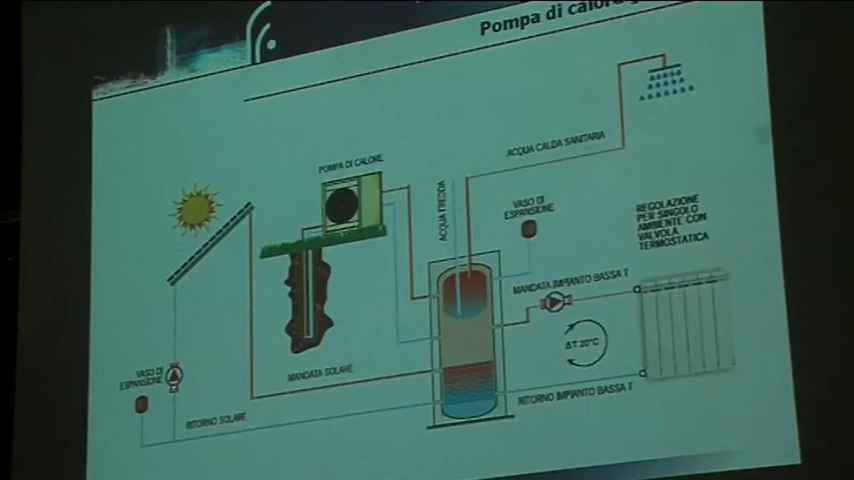 Pompa di calore
POMPA DI CALORE
ACQUA FREDDA
ACQUA CALDA SANITARIA
VASO DI
ESPANSIONE
REGOLAZIONE
PER SINGOLO
AMBIENTE CON
VALVOLA
TERMOSTATICA
MANDATA IMPIANTO BASSA T
ΔT 20°C
MANDATA SOLARE
VASO DI
ESPANSIONE
RITORNO SOLARE
RITORNO IMPIANTO BASSA T